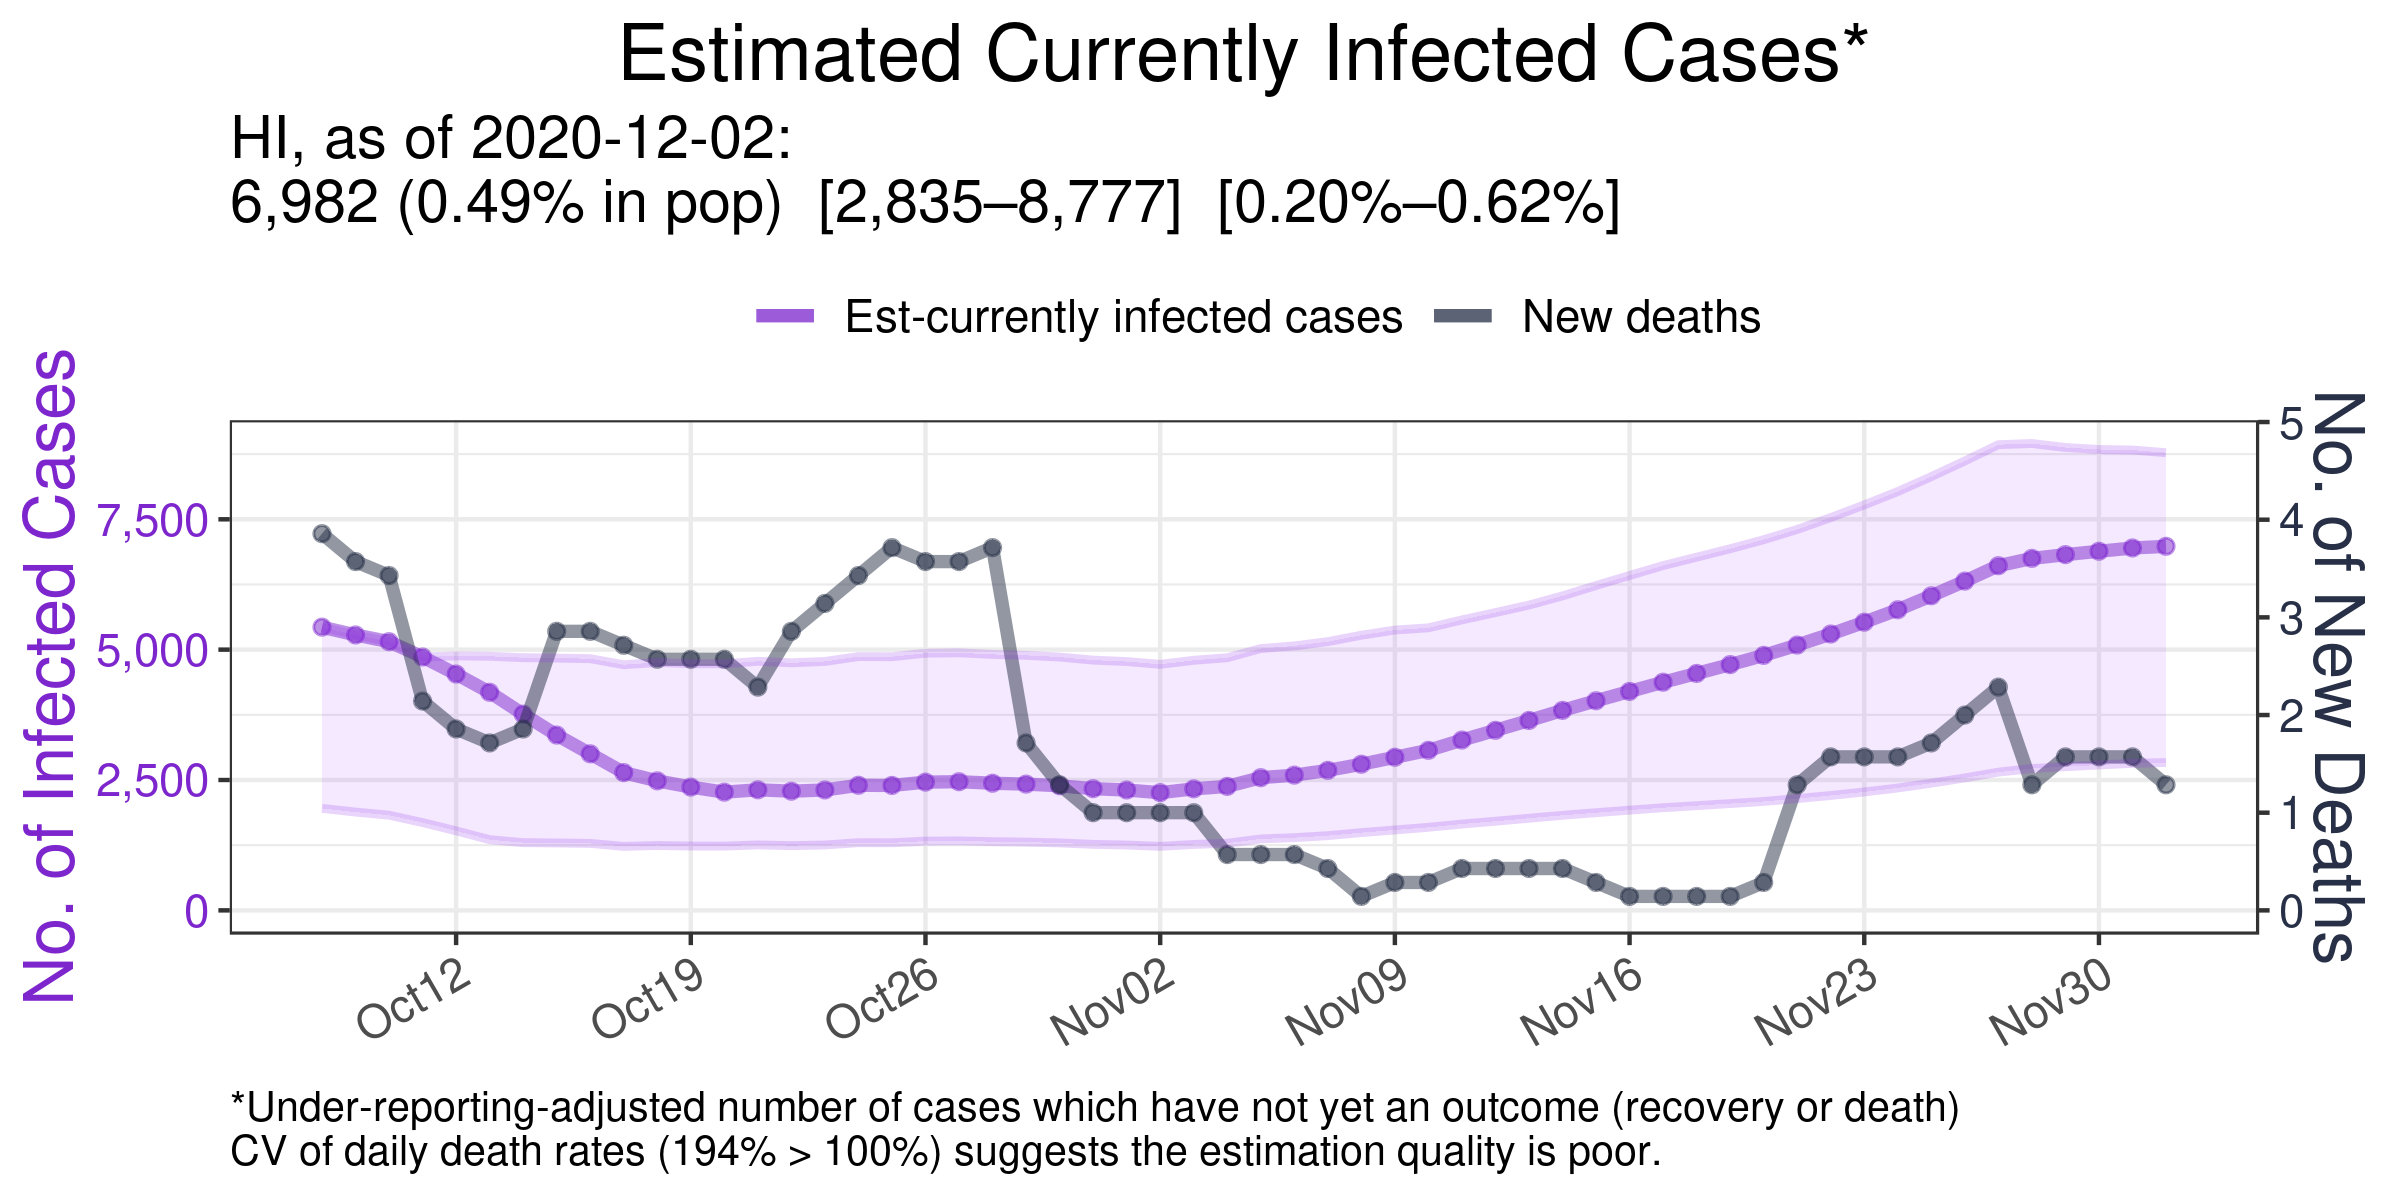 Estimated Currently Infected Cases*
HI, as of 2020-12-02:
6,982 (0.49% in pop)  [2,835–8,777]  [0.20%–0.62%]
Est-currently infected cases
New deaths
No. of Infected Cases
7,500
5,000
2,500
0
5
4
3
2
1
0
No. of New Deaths
Oct12
Oct19
Oct26
Nov02
Nov09
Nov16
Nov23
Nov30
*Under-reporting-adjusted number of cases which have not yet an outcome (recovery or death)
CV of daily death rates (194% > 100%) suggests the estimation quality is poor.